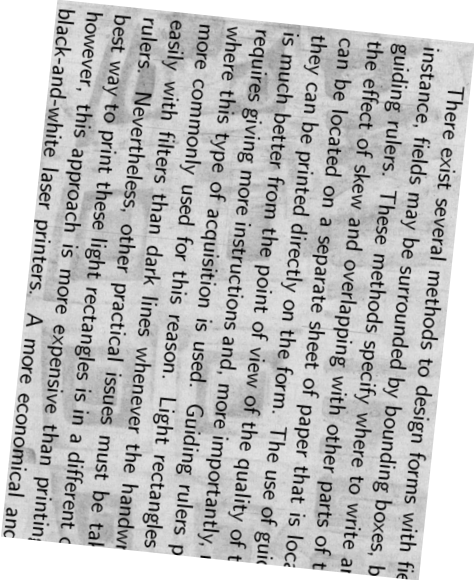 There exist several methods to design forms with fie
instance, fields may be surrounded by bounding boxes, b
guiding rulers. These methods specify where to write an
the effect of skew and overlapping with other parts of t
can be located on a separate sheet of paper that is loca
they can be printed directly on the form. The use of guid
is much better from the point of view of the quality of t
requires giving more instructions and, more importantly,
where this type of acquisition is used. Guiding rulers p
more commonly used for this reason. Light rectangles
easily with filters than dark lines whenever the handwr
rulers. Nevertheless, other practical issues must be tak
best way to print these light rectangles is in a different c
however, this approach is more expensive than printing
black-and-white laser printers. A more economical and